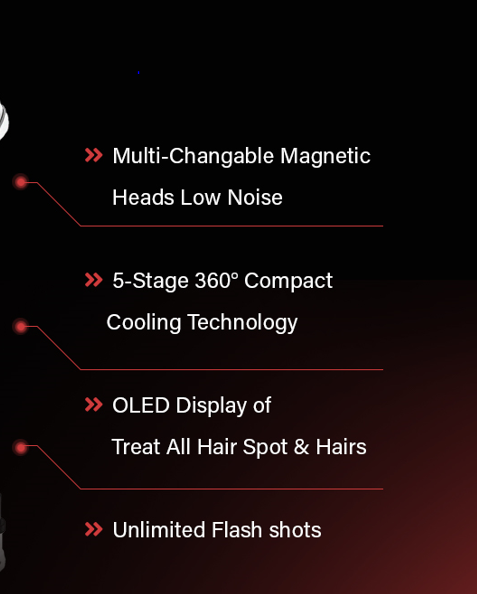 Multi-Changable Magnetic
Heads Low Noise
5-Stage 360° Compact
Cooling Technology
OLED Display of
Treat All Hair Spot & Hairs
Unlimited Flash shots